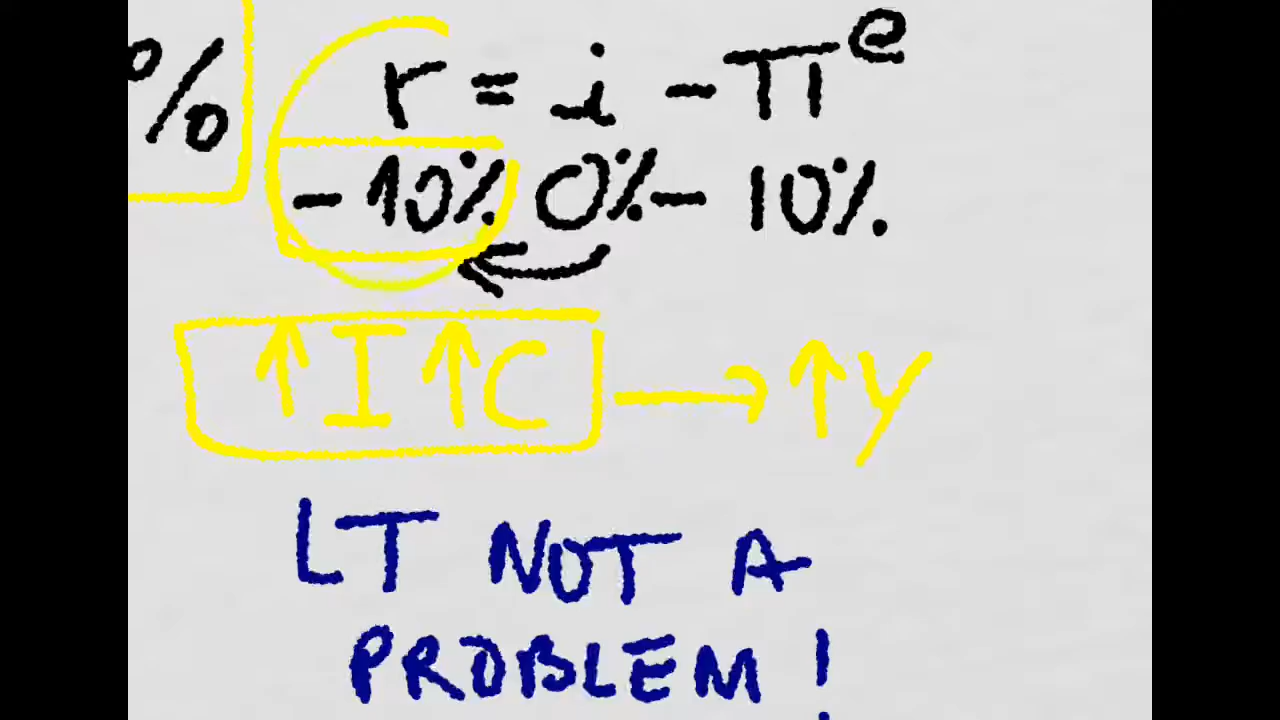 r = i - π^e
% -10% 0% - 10%
↑I ↑C → ↑Y
LT NOT A
PROBLEM!